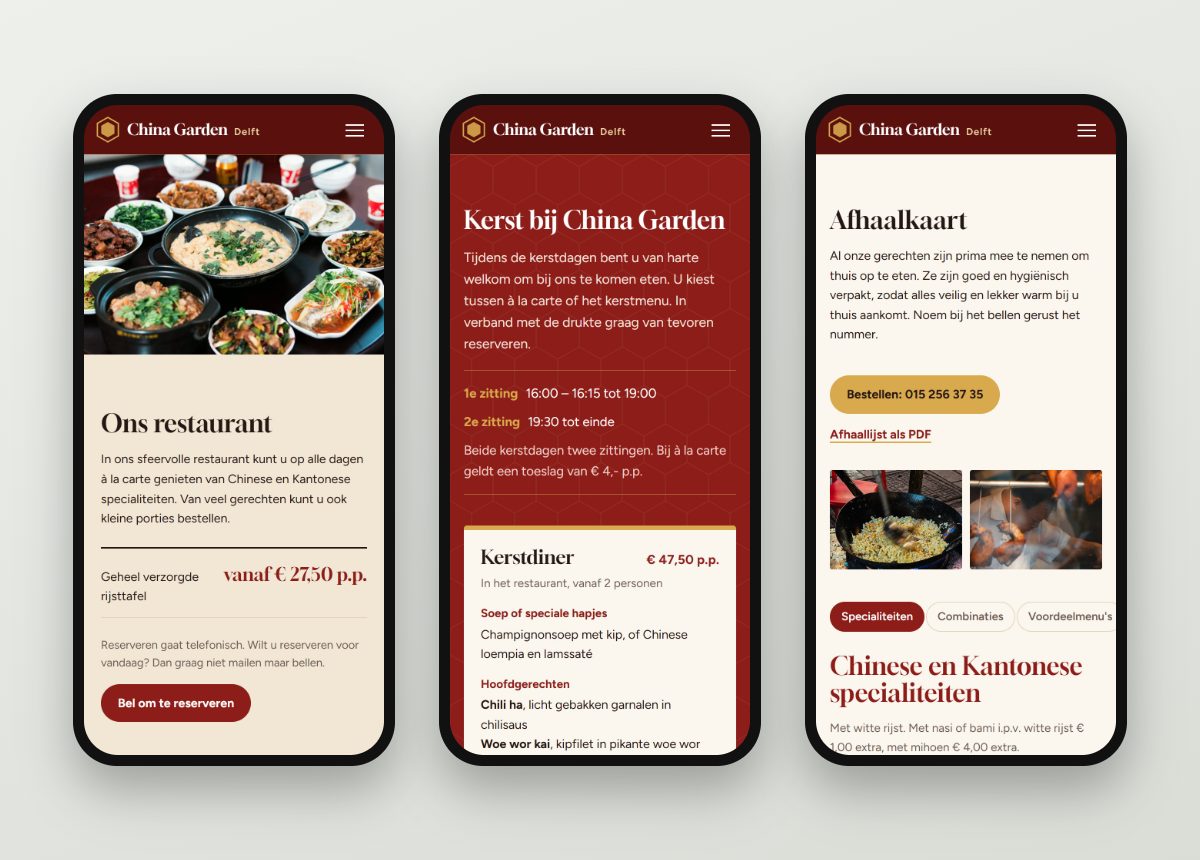 China Garden Delft
Ons restaurant
In ons sfeervolle restaurant kunt u op alle dagen
à la carte genieten van Chinese en Kantonese
specialiteiten. Van veel gerechten kunt u ook
kleine porties bestellen.
Geheel verzorgde
rijsttafel
vanaf € 27,50 p.p.
Reserveren gaat telefonisch. Wilt u reserveren voor
vandaag? Dan graag niet mailen maar bellen.
Bel om te reserveren
China Garden Delft
Kerst bij China Garden
Tijdens de kerstdagen bent u van harte
welkom om bij ons te komen eten. U kiest
tussen à la carte of het kerstmenu. In
verband met de drukte graag van tevoren
reserveren.
1e zitting 16:00 – 16:15 tot 19:00
2e zitting 19:30 tot einde
Beide kerstdagen twee zittingen. Bij à la carte
geldt een toeslag van € 4,- p.p.
Kerstdiner € 47,50 p.p.
In het restaurant, vanaf 2 personen
Soep of speciale hapjes
Champignonsoep met kip, of Chinese
loempia en lamssaté
Hoofdgerechten
Chili ha, licht gebakken garnalen in
chilisaus
Woe wor kai, kipfilet in pikante woe wor
China Garden Delft
Afhaalkaart
Al onze gerechten zijn prima mee te nemen om
thuis op te eten. Ze zijn goed en hygiënisch
verpakt, zodat alles veilig en lekker warm bij u
thuis aankomt. Noem bij het bellen gerust het
nummer.
Bestellen: 015 256 37 35
Afhaallijst als PDF
Specialiteiten Combinaties Voordeelmenu's
Chinese en Kantonese
specialiteiten
Met witte rijst. Met nasi of bami i.p.v. witte rijst €
1,00 extra, met mihoen € 4,00 extra.